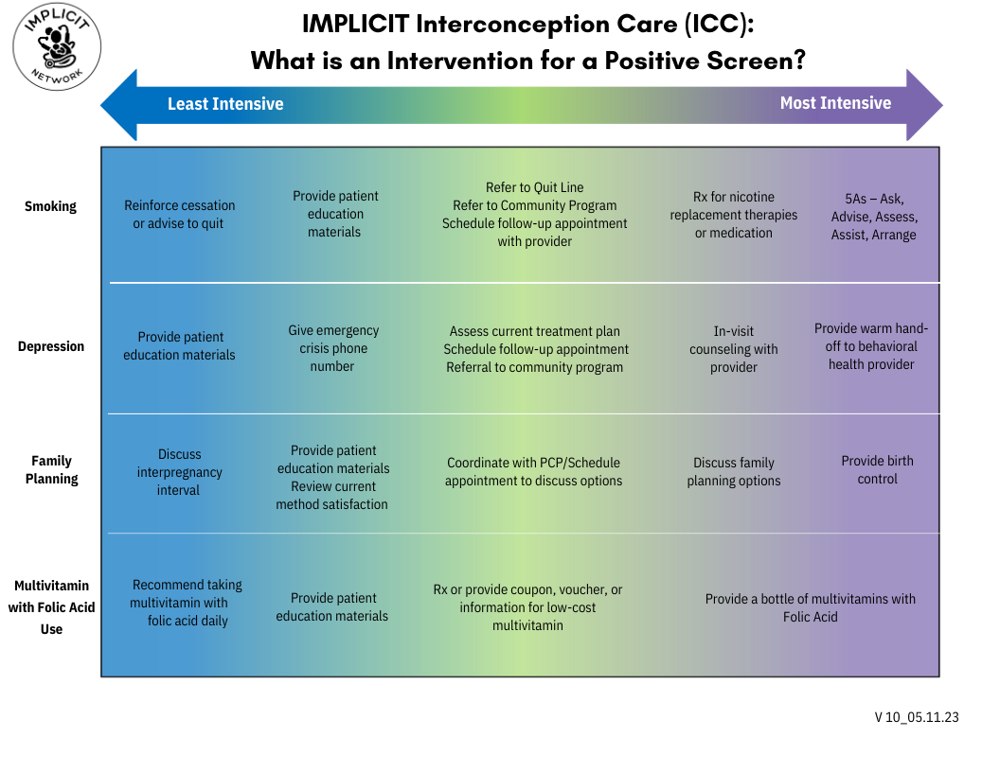 IMPLICIT
NETWORK
IMPLICIT Interconception Care (ICC):
What is an Intervention for a Positive Screen?
Least Intensive
Most Intensive
Smoking
Reinforce cessation
or advise to quit
Provide patient
education
materials
Refer to Quit Line
Refer to Community Program
Schedule follow-up appointment
with provider
Rx for nicotine
replacement therapies
or medication
5As – Ask,
Advise, Assess,
Assist, Arrange
Depression
Provide patient
education materials
Give emergency
crisis phone
number
Assess current treatment plan
Schedule follow-up appointment
Referral to community program
In-visit
counseling with
provider
Provide warm hand-
off to behavioral
health provider
Family
Planning
Discuss
interpregnancy
interval
Provide patient
education materials
Review current
method satisfaction
Coordinate with PCP/Schedule
appointment to discuss options
Discuss family
planning options
Provide birth
control
Multivitamin
with Folic Acid
Use
Recommend taking
multivitamin with
folic acid daily
Provide patient
education materials
Rx or provide coupon, voucher, or
information for low-cost
multivitamin
Provide a bottle of multivitamins with
Folic Acid
V 10_05.11.23